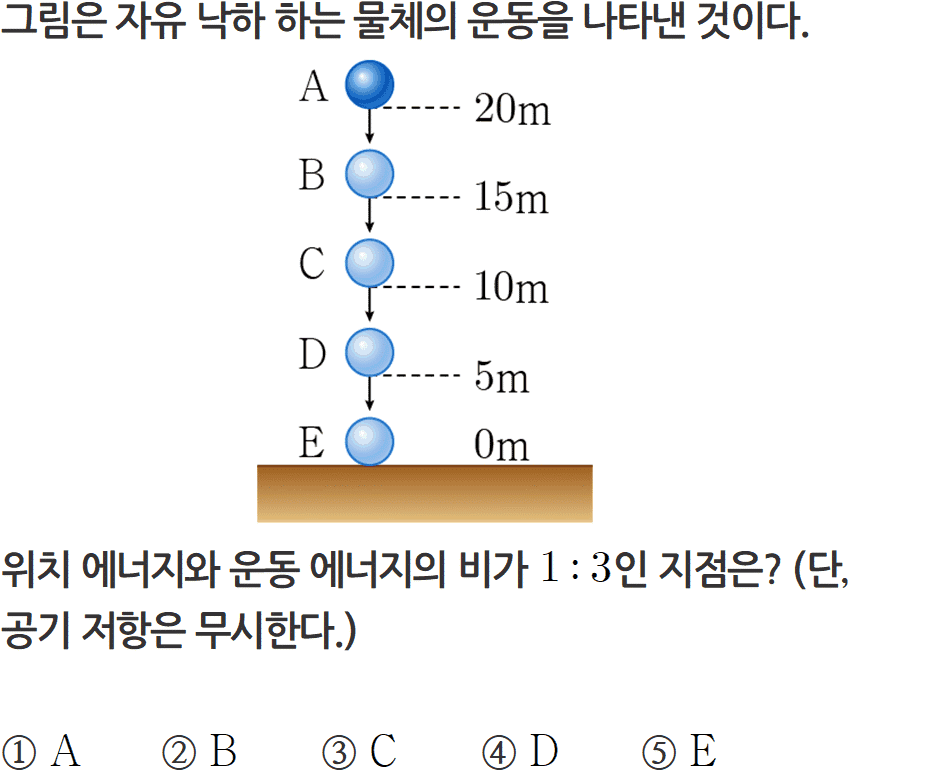 그림은 자유 낙하 하는 물체의 운동을 나타낸 것이다.
A
20m
B
15m
C
10m
D
5m
E
0m
위치 에너지와 운동 에너지의 비가 1 : 3인 지점은? (단,
공기 저항은 무시한다.)
① A ② B ③ C ④ D ⑤ E